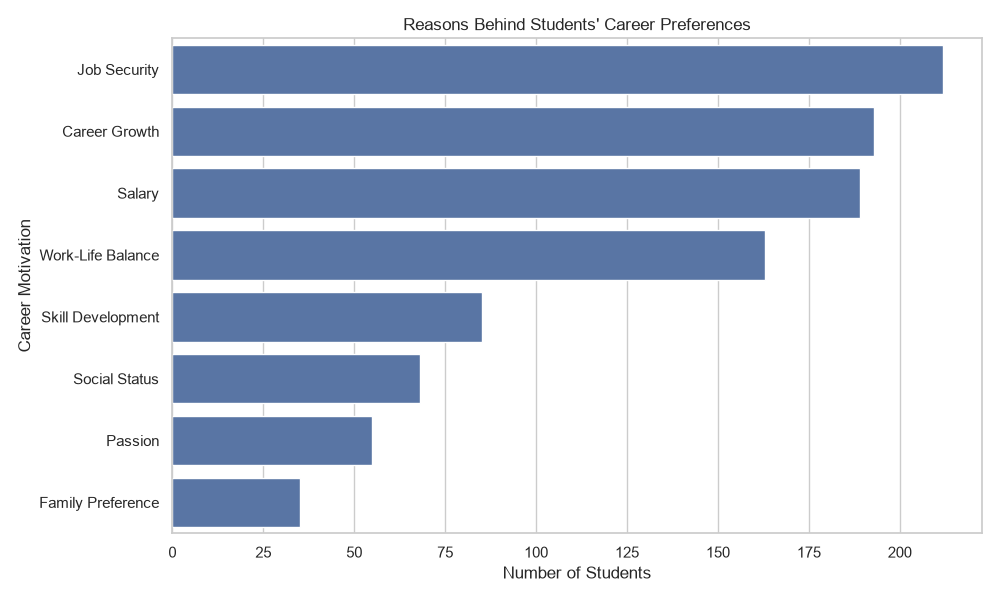 Reasons Behind Students' Career Preferences
Career Motivation
Job Security
Career Growth
Salary
Work-Life Balance
Skill Development
Social Status
Passion
Family Preference
0 25 50 75 100 125 150 175 200
Number of Students